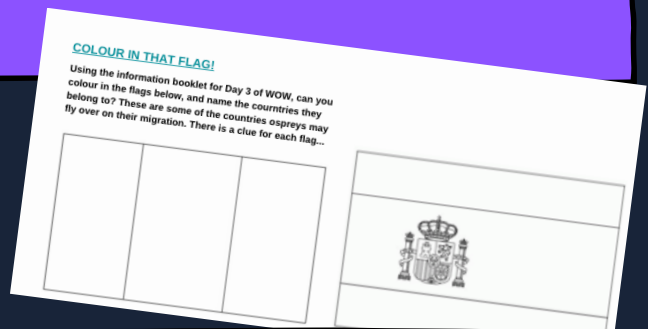 COLOUR IN THAT FLAG!
Using the information booklet for Day 3 of WOW, can you
colour in the flags below, and name the courntries they
belong to? These are some of the countries ospreys may
fly over on their migration. There is a clue for each flag...